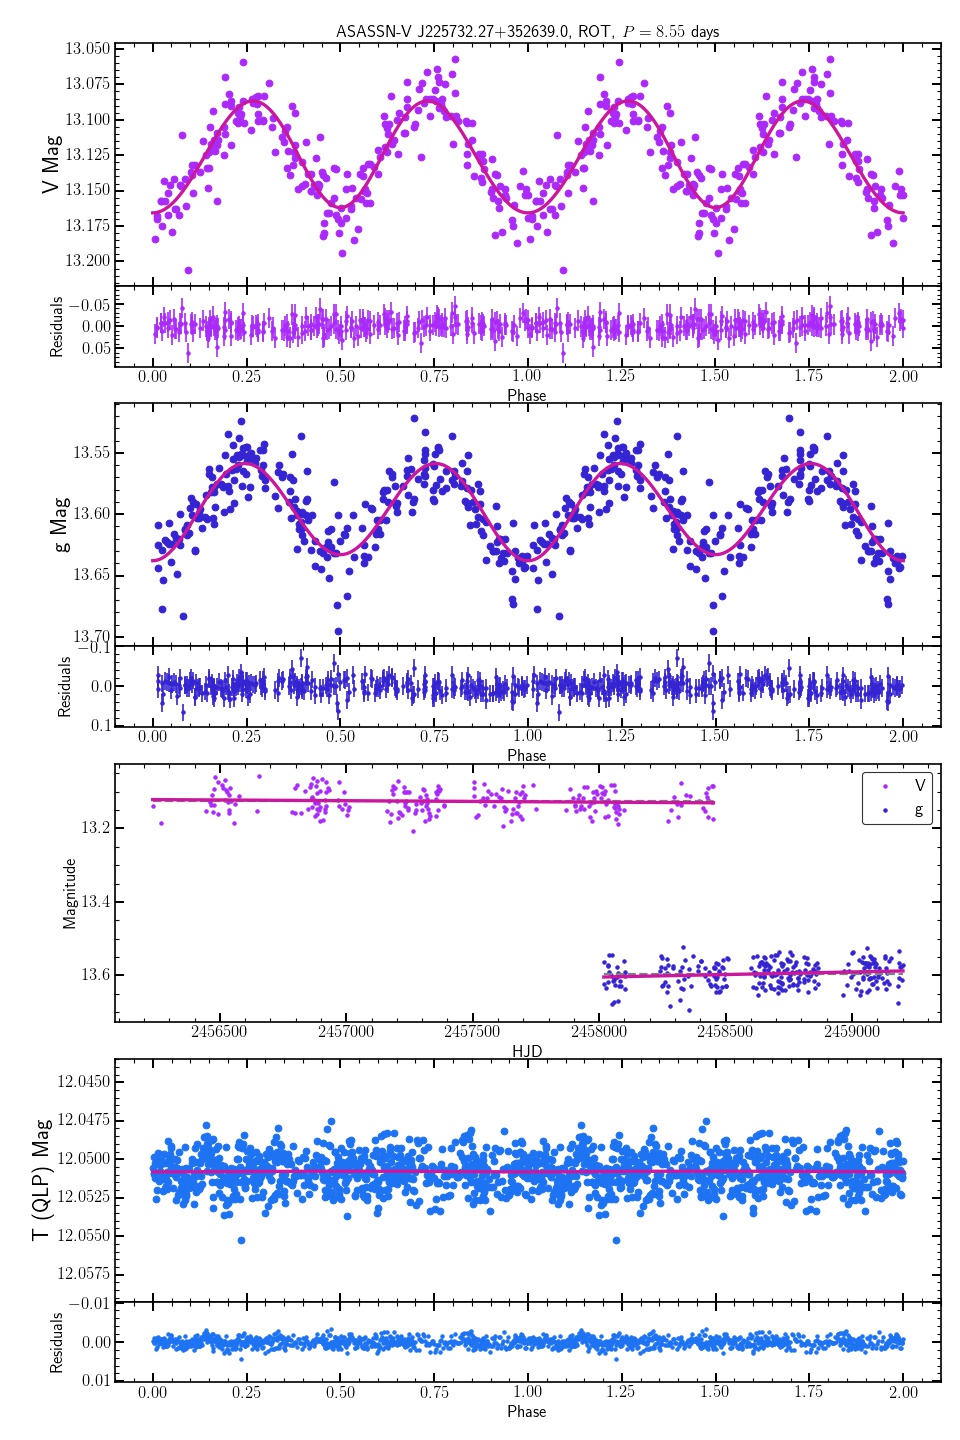 ASASSN-V J225732.27+352639.0, ROT, P = 8.55 days
V Mag
13.050
13.075
13.100
13.125
13.150
13.175
13.200
Residuals
−0.05
0.00
0.05
0.00 0.25 0.50 0.75 1.00 1.25 1.50 1.75 2.00
Phase
g Mag
13.55
13.60
13.65
13.70
Residuals
−0.1
0.0
0.1
0.00 0.25 0.50 0.75 1.00 1.25 1.50 1.75 2.00
Phase
Magnitude
13.2
13.4
13.6
V
g
2456500 2457000 2457500 2458000 2458500 2459000
HJD
T (QLP) Mag
12.0450
12.0475
12.0500
12.0525
12.0550
12.0575
Residuals
−0.01
0.00
0.01
0.00 0.25 0.50 0.75 1.00 1.25 1.50 1.75 2.00
Phase